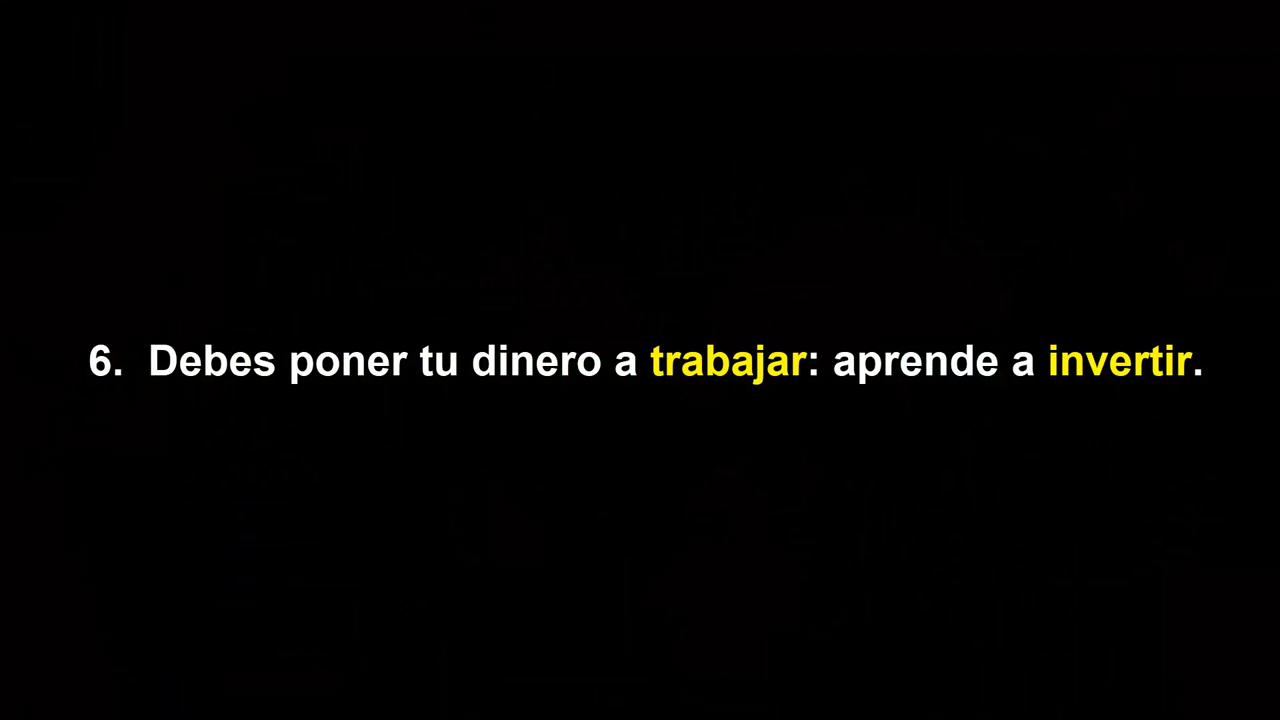 6. Debes poner tu dinero a trabajar: aprende a invertir.